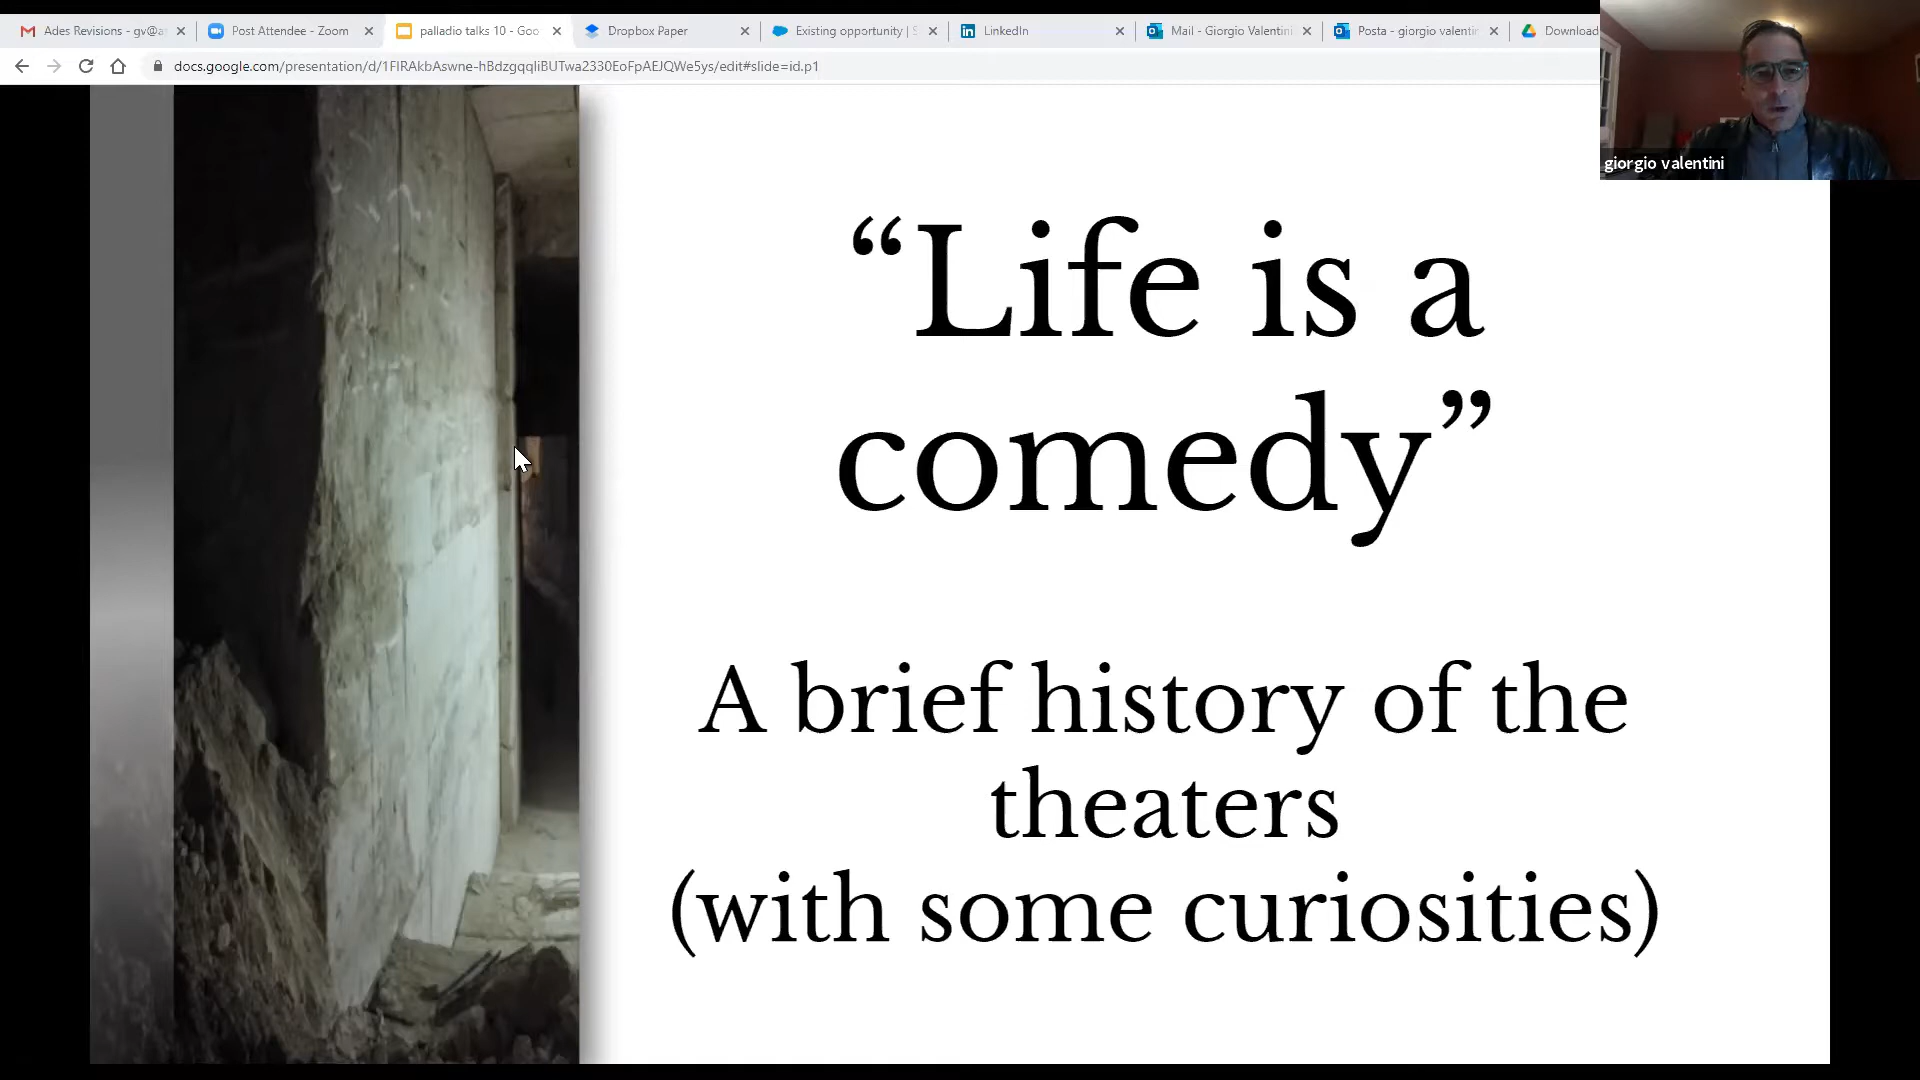 Ades Revisions - gv@a
Post Attendee - Zoom
palladio talks 10 - Goo
Dropbox Paper
Existing opportunity | S
LinkedIn
Mail - Giorgio Valentini
Posta - giorgio valentin
Download
docs.google.com/presentation/d/1FIRAkbAswne-hBdzgqqliBUTwa2330EoFpAEJQWe5ys/edit#slide=id.p1
giorgio valentini
“Life is a
comedy”
A brief history of the
theaters
(with some curiosities)